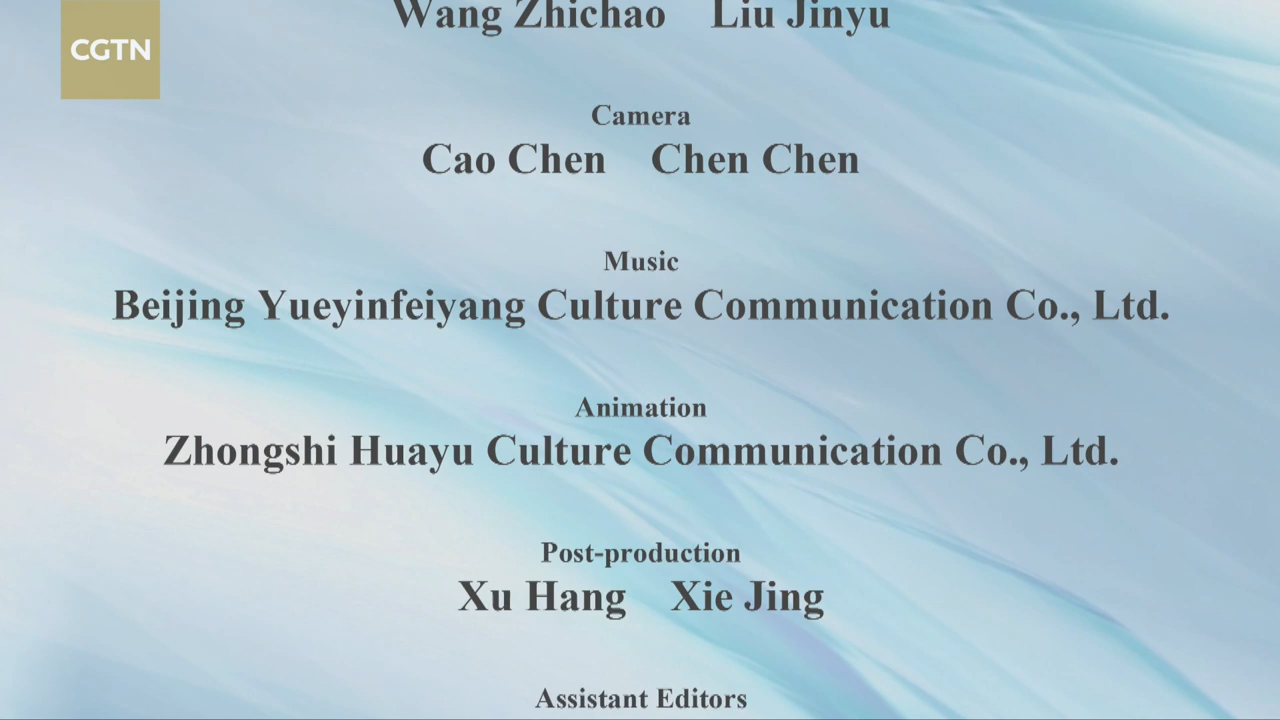 Wang Zhichao Liu Jinyu
CGTN
Camera
Cao Chen Chen Chen
Music
Beijing Yueyinfeiyang Culture Communication Co., Ltd.
Animation
Zhongshi Huayu Culture Communication Co., Ltd.
Post-production
Xu Hang Xie Jing
Assistant Editors